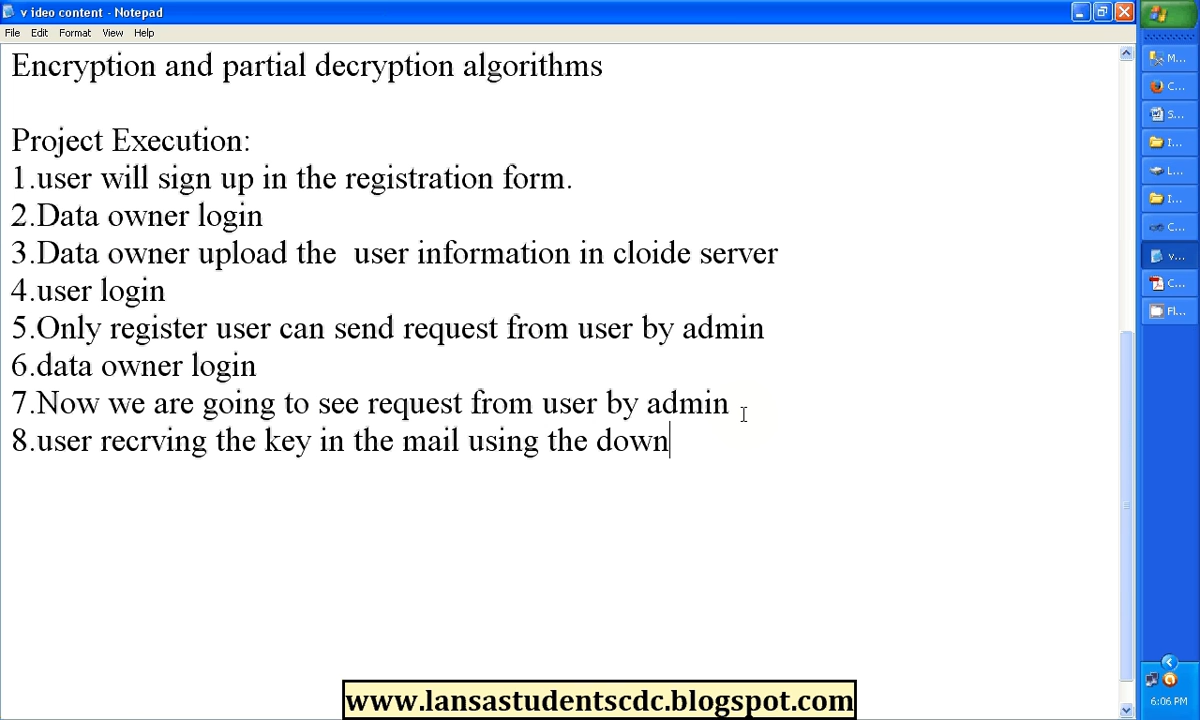 v ideo content - Notepad
File Edit Format View Help
Encryption and partial decryption algorithms
Project Execution:
1.user will sign up in the registration form.
2.Data owner login
3.Data owner upload the  user information in cloide server
4.user login
5.Only register user can send request from user by admin
6.data owner login
7.Now we are going to see request from user by admin
8.user recrving the key in the mail using the down
M...
C...
S...
I...
L...
I...
C...
v...
C...
Fl...
6:06 PM
www.lansastudentscdc.blogspot.com